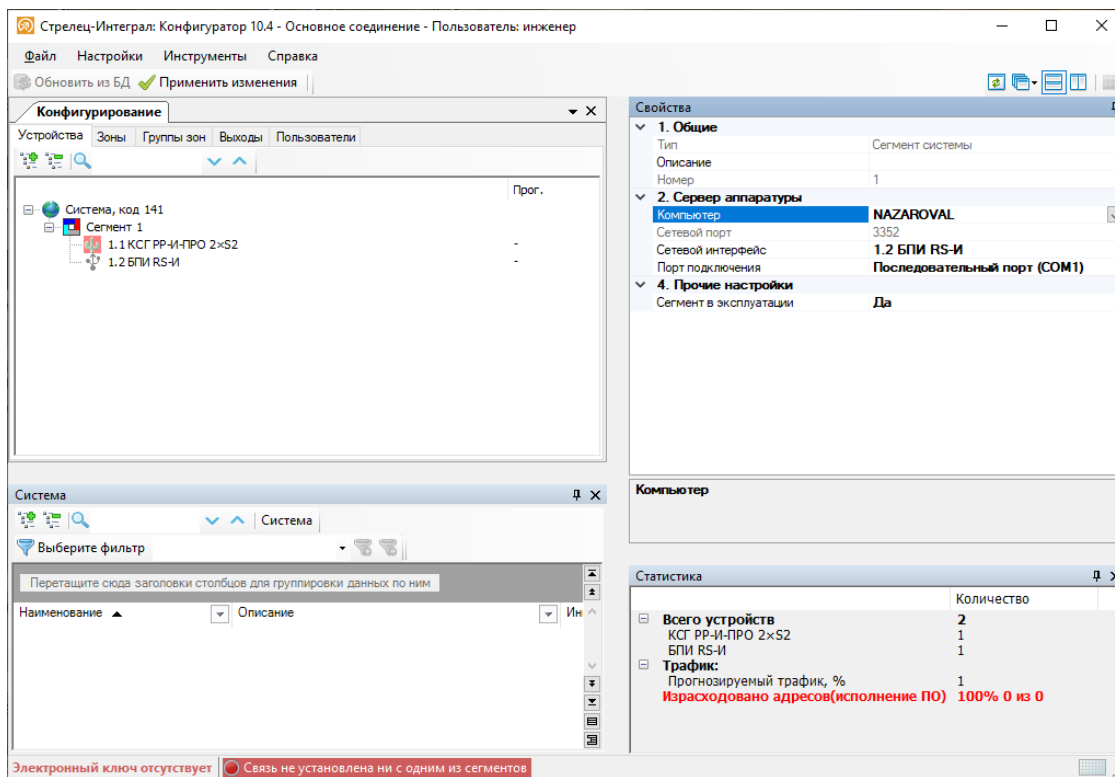 Стрелец-Интеграл: Конфигуратор 10.4 - Основное соединение - Пользователь: инженер
Файл Настройки Инструменты Справка
Обновить из БД Применить изменения
Конфигурирование
Устройства Зоны Группы зон Выходы Пользователи
Прог.
Система, код 141
Сегмент 1
1.1 КСГ РР-И-ПРО 2×S2 -
1.2 БПИ RS-И -
Свойства
1. Общие
Тип Сегмент системы
Описание
Номер 1
2. Сервер аппаратуры
Компьютер NAZAROVAL
Сетевой порт 3352
Сетевой интерфейс 1.2 БПИ RS-И
Порт подключения Последовательный порт (COM1)
4. Прочие настройки
Сегмент в эксплуатации Да
Компьютер
Система
Система
Выберите фильтр
Перетащите сюда заголовки столбцов для группировки данных по ним
Наименование Описание
Статистика
Количество
Всего устройств 2
КСГ РР-И-ПРО 2×S2 1
БПИ RS-И 1
Трафик:
Прогнозируемый трафик, % 1
Израсходовано адресов(исполнение ПО) 100% 0 из 0
Электронный ключ отсутствует Связь не установлена ни с одним из сегментов